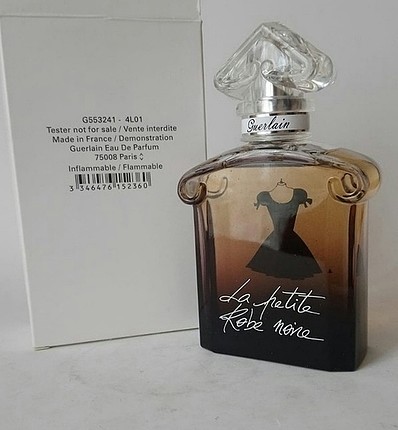 G553241 - 4L01
Tester not for sale / Vente interdite
Made in France / Demonstration
Guerlain Eau De Parfum
75008 Paris
Inflammable / Flammable
3 346476 152360
Guerlain
La petite
Robe noire